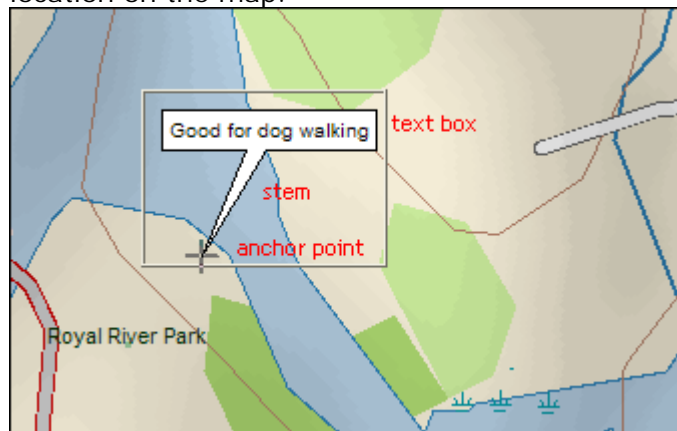 location on the map.
Good for dog walking
text box
stem
anchor point
Royal River Park